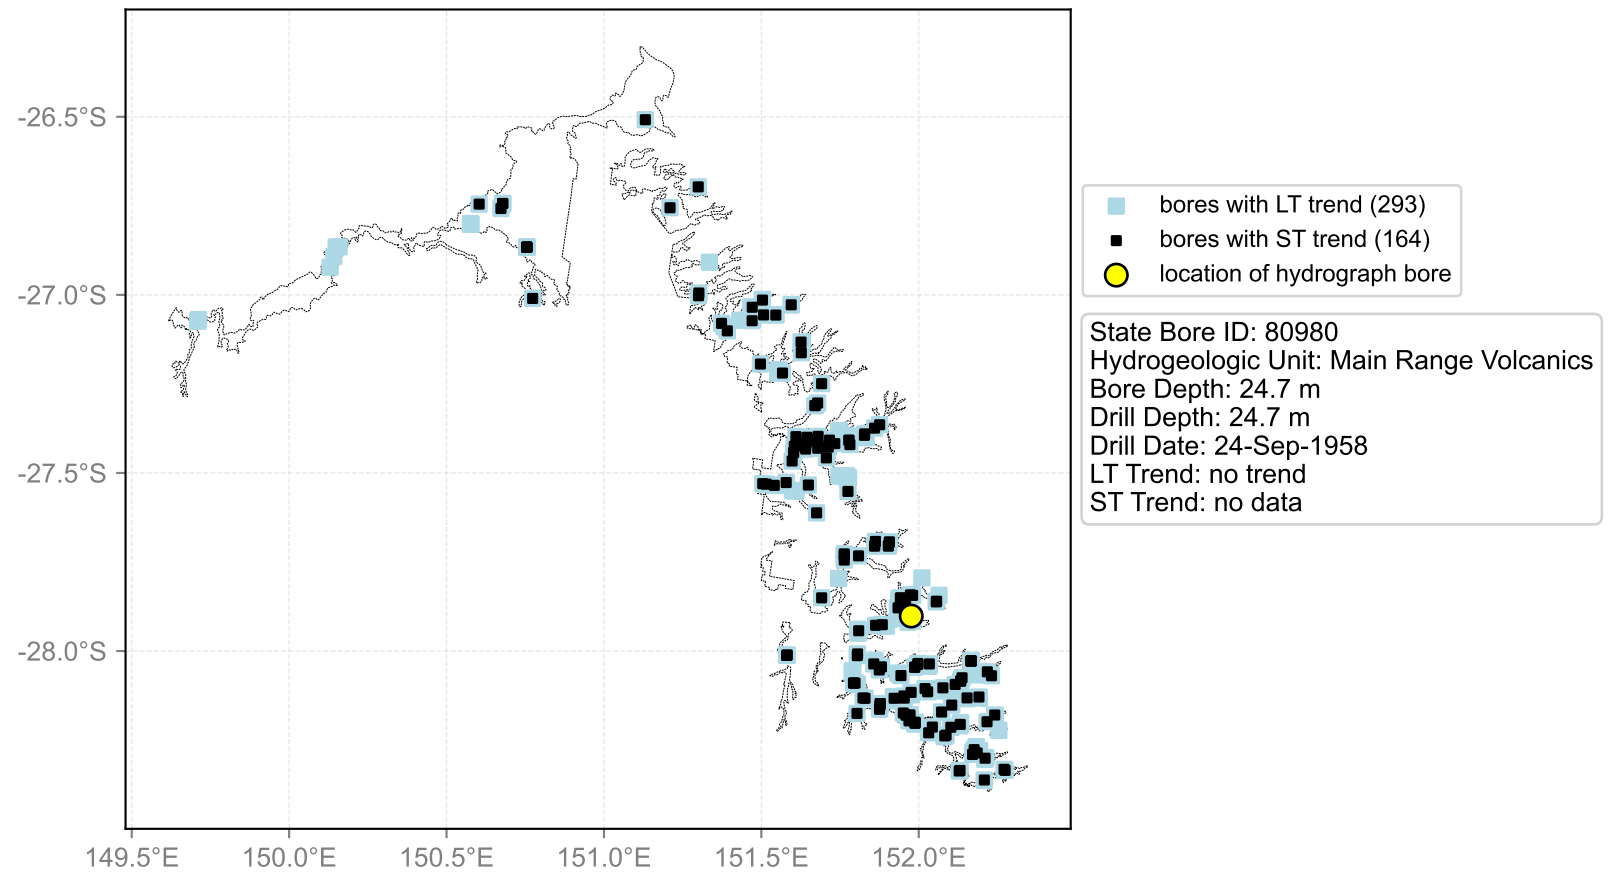 -26.5°S
-27.0°S
-27.5°S
-28.0°S
149.5°E
150.0°E
150.5°E
151.0°E
151.5°E
152.0°E
bores with LT trend (293)
bores with ST trend (164)
location of hydrograph bore
State Bore ID: 80980
Hydrogeologic Unit: Main Range Volcanics
Bore Depth: 24.7 m
Drill Depth: 24.7 m
Drill Date: 24-Sep-1958
LT Trend: no trend
ST Trend: no data